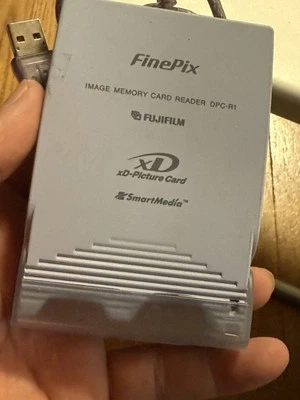 FinePix
IMAGE MEMORY CARD READER DPC-R1
FUJIFILM
xD
xD-Picture Card
SmartMedia™